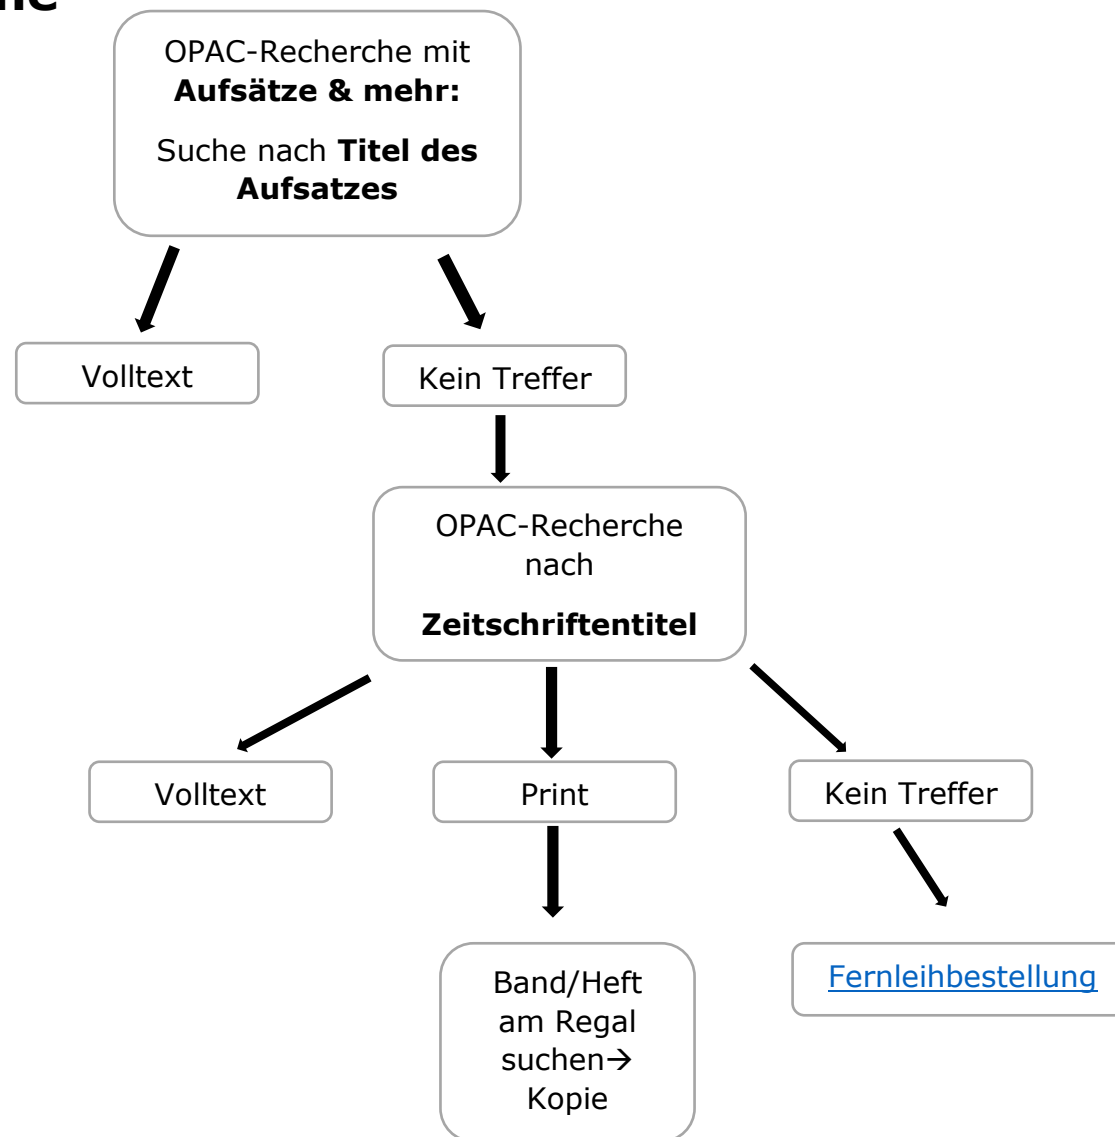 OPAC-Recherche mit
Aufsätze & mehr:
Suche nach Titel des
Aufsatzes
Volltext
Kein Treffer
OPAC-Recherche
nach
Zeitschriftentitel
Volltext
Print
Kein Treffer
Band/Heft
am Regal
suchen→
Kopie
Fernleihbestellung